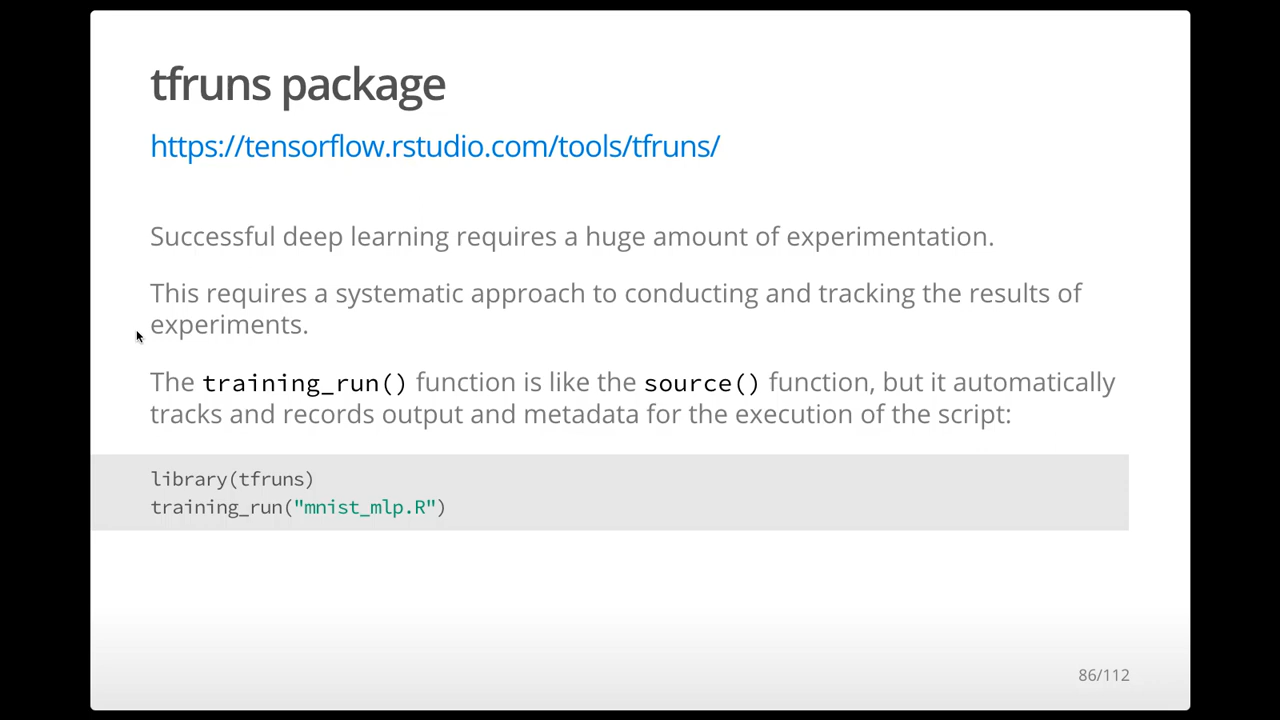 tfruns package
https://tensorflow.rstudio.com/tools/tfruns/
Successful deep learning requires a huge amount of experimentation.
This requires a systematic approach to conducting and tracking the results of
experiments.
The training_run() function is like the source() function, but it automatically
tracks and records output and metadata for the execution of the script:
library(tfruns)
training_run("mnist_mlp.R")
86/112